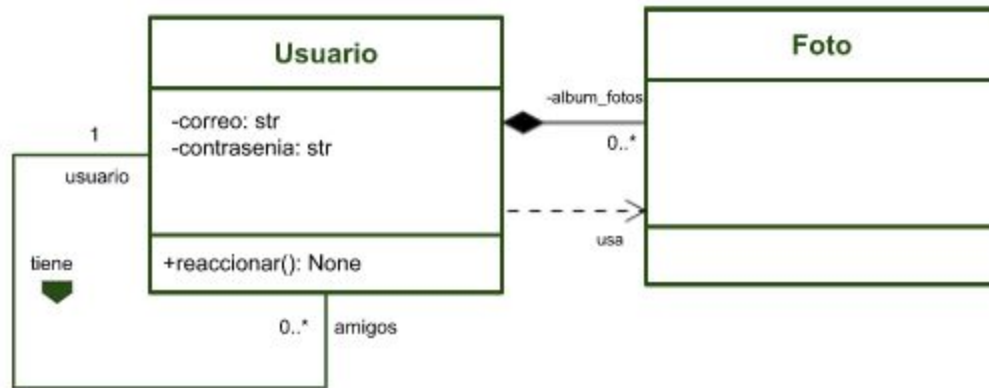 Usuario
-correo: str
-contrasenia: str
+reaccionar(): None
1
usuario
tiene
0..*
amigos
-album_fotos
0..*
usa
Foto